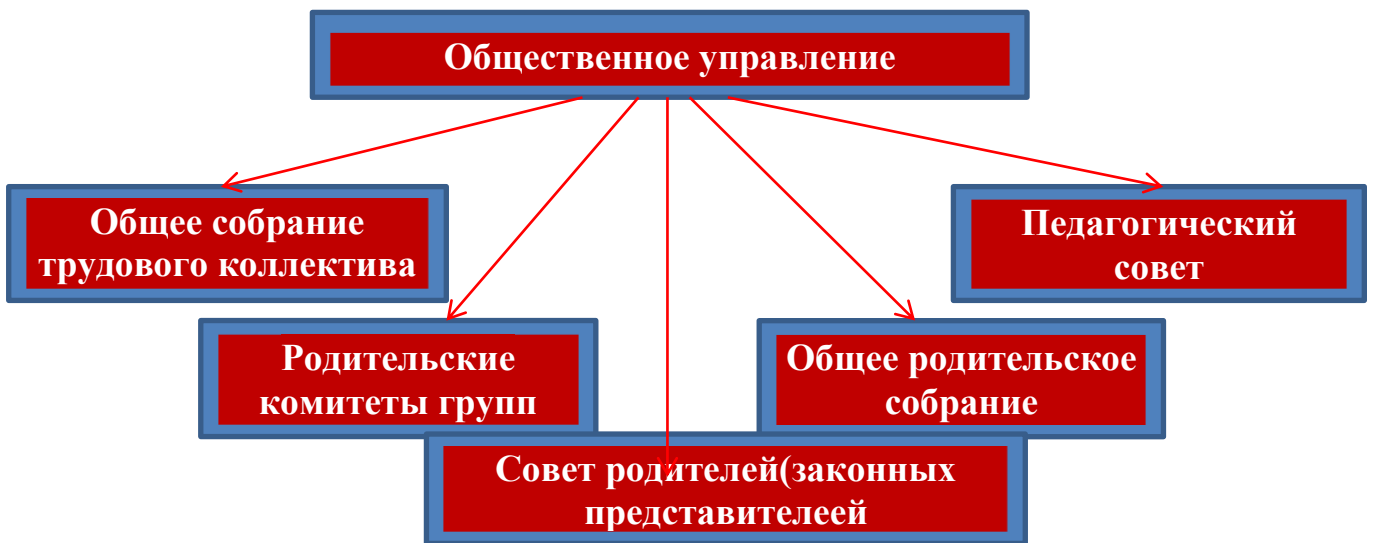 Общественное управление
Общее собрание
трудового коллектива
Педагогический
совет
Родительские
комитеты групп
Общее родительское
собрание
Совет родителей(законных
представителеей